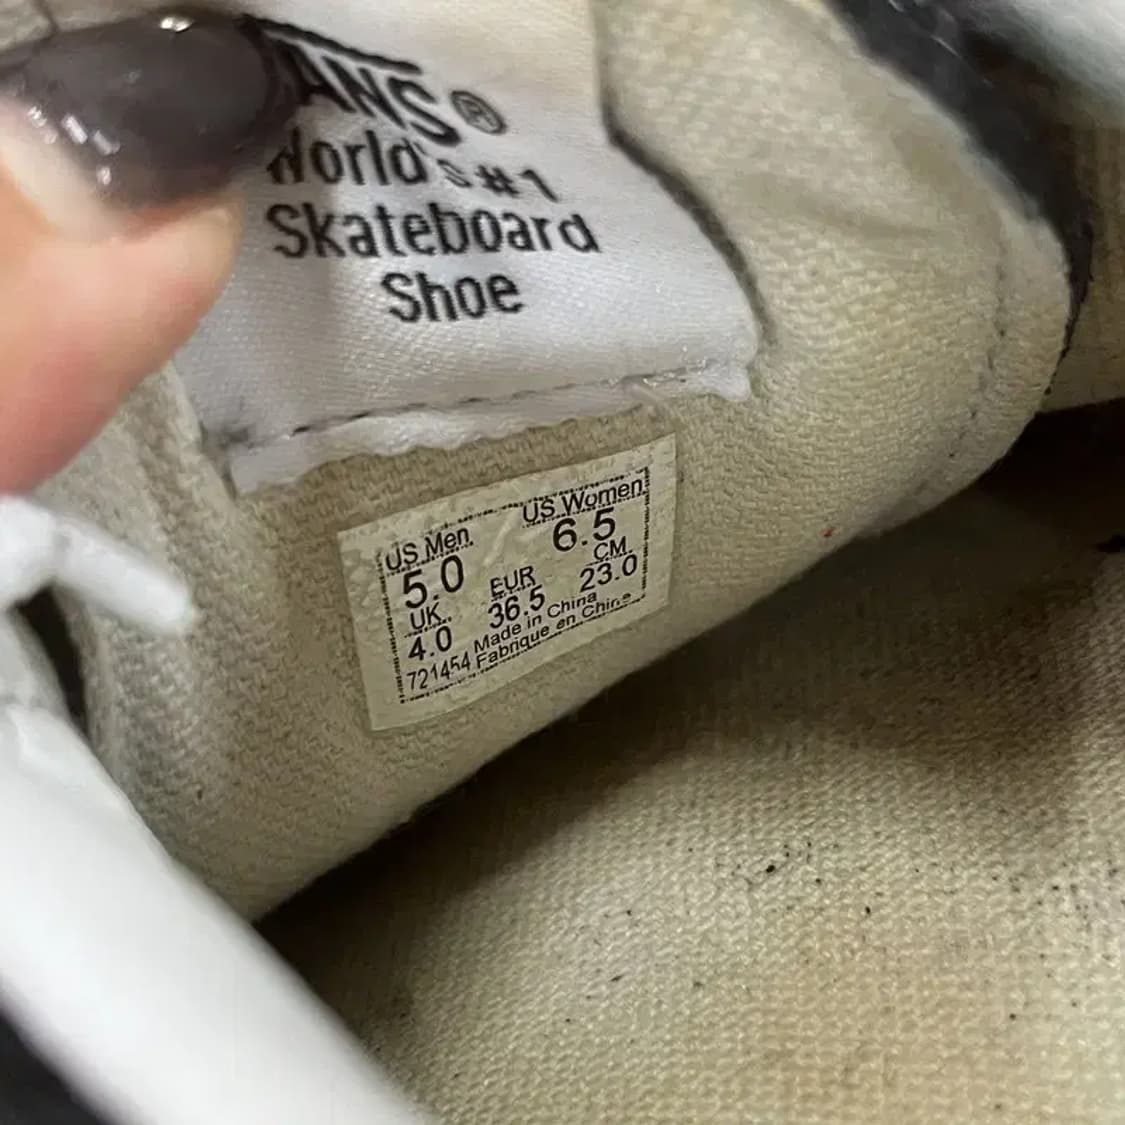 ANS®
World's #1
Skateboard
Shoe
US Men US Women
5.0 6.5
UK EUR CM
4.0 36.5 23.0
Made in China
721454 Fabrique en Chine